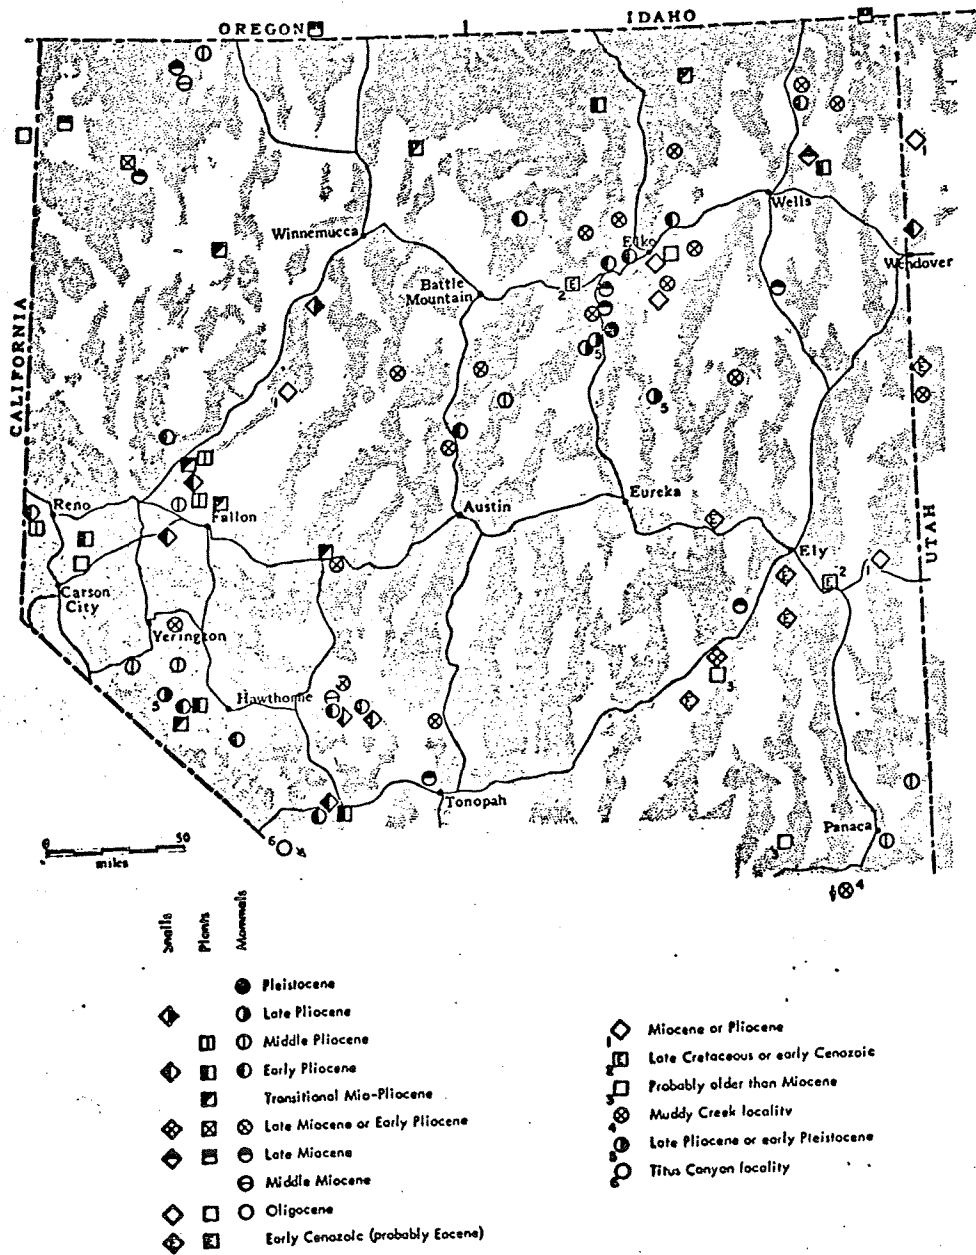 OREGON
IDAHO
Winnemucca
Wells
Elko
Wendover
Battle
Mountain
CALIFORNIA
E
2
1
5
5
E
Reno
Fallon
Austin
Eureka
E
Ely
UTAH
E
2
1
Carson
City
Yerington
E
Hawthorne
5
3
E
Tonopah
Panaca
0 50
miles
6
3
4
Snails
Plants
Mammals
Pleistocene
Late Pliocene
Middle Pliocene
Early Pliocene
Transitional Mio-Pliocene
Late Miocene or Early Pliocene
Late Miocene
Middle Miocene
Oligocene
E E Early Cenozoic (probably Eocene)
1 Miocene or Pliocene
2 E Late Cretaceous or early Cenozoic
3 Probably older than Miocene
4 Muddy Creek locality
5 Late Pliocene or early Pleistocene
6 Titus Canyon locality